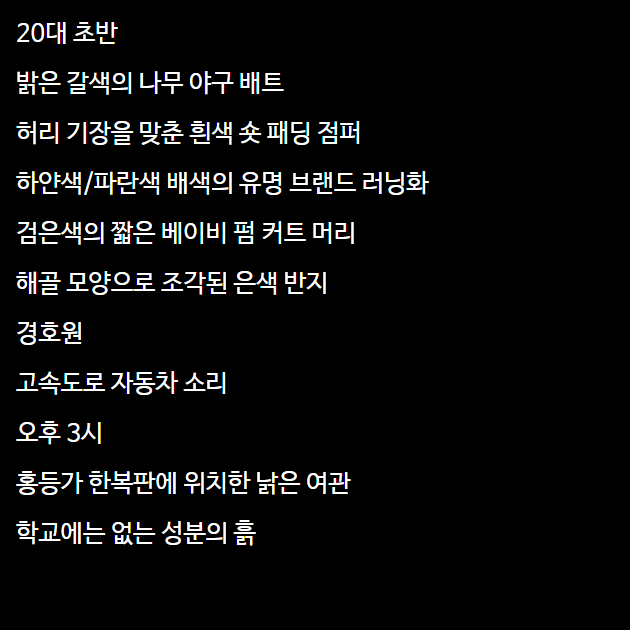 20대 초반
밝은 갈색의 나무 야구 배트
허리 기장을 맞춘 흰색 숏 패딩 점퍼
하얀색/파란색 배색의 유명 브랜드 러닝화
검은색의 짧은 베이비 펌 커트 머리
해골 모양으로 조각된 은색 반지
경호원
고속도로 자동차 소리
오후 3시
홍등가 한복판에 위치한 낡은 여관
학교에는 없는 성분의 흙